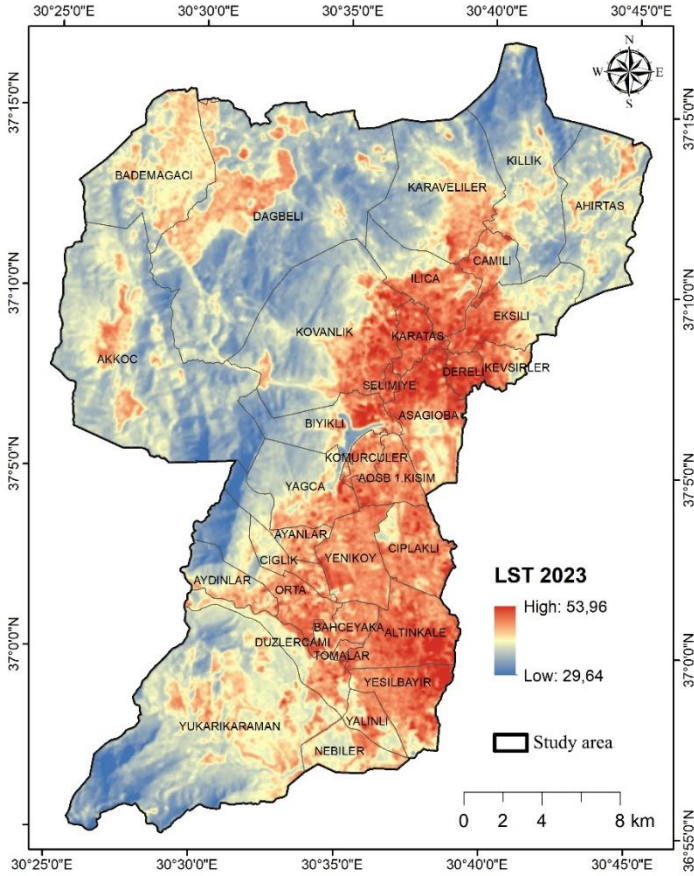 30°25'0"E 30°30'0"E 30°35'0"E 30°40'0"E 30°45'0"E
N
W E
S
37°15'0"N 37°15'0"N
KILLIK
BADEMAGACI
KARAVELILER
AHIRTAS
DAGBELI
CAMILI
ILICA
37°10'0"N 37°10'0"N
EKSILI
KOVANLIK
KARATAS
AKKOC
DERELI KEVSIRLER
SELIMIYE
ASAGIOBA
BIYIKLI
37°5'0"N 37°5'0"N
KOMURCULER
AOSB 1.KISIM
YAGCA
AYANLAR
CIPLAKLI
CIGLIK YENIKOY
LST 2023
AYDINLAR
ORTA
High: 53,96
BAHCEYAKA
ALTINKALE
DUZLERCAMI
37°0'0"N 37°0'0"N
TOMALAR
Low: 29,64
YESILBAYIR
YALINLI
YUKARIKARAMAN
Study area
NEBILER
0 2 4 8 km
36°55'0"N
30°25'0"E 30°30'0"E 30°35'0"E 30°40'0"E 30°45'0"E